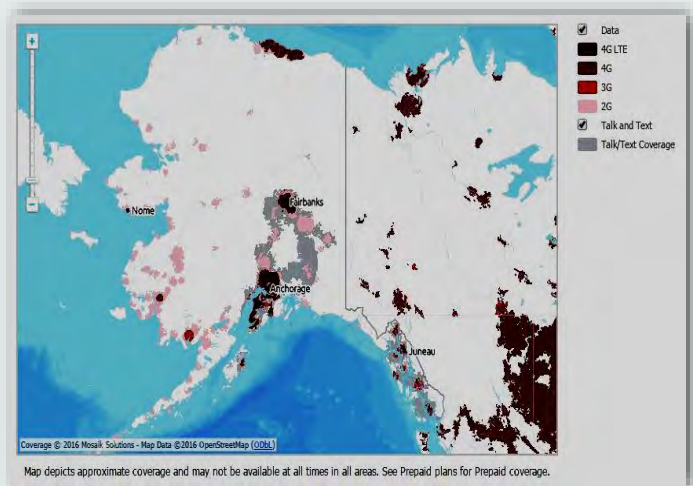 Data
4G LTE
4G
3G
2G
Talk and Text
Talk/Text Coverage
Fairbanks
Nome
Anchorage
Juneau
Coverage © 2016 Mosaik Solutions - Map Data ©2016 OpenStreetMap (ODbL)
Map depicts approximate coverage and may not be available at all times in all areas. See Prepaid plans for Prepaid coverage.